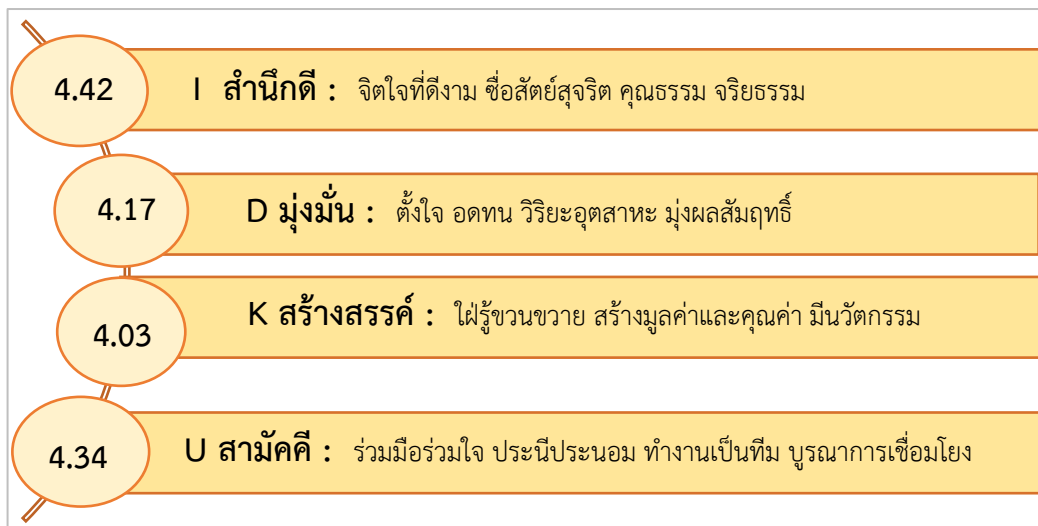 4.42 I สำนึกดี : จิตใจที่ดีงาม ซื่อสัตย์สุจริต คุณธรรม จริยธรรม
4.17 D มุ่งมั่น : ตั้งใจ อดทน วิริยะอุตสาหะ มุ่งผลสัมฤทธิ์
4.03 K สร้างสรรค์ : ใฝ่รู้ขวนขวาย สร้างมูลค่าและคุณค่า มีนวัตกรรม
4.34 U สามัคคี : ร่วมมือร่วมใจ ประนีประนอม ทำงานเป็นทีม บูรณาการเชื่อมโยง